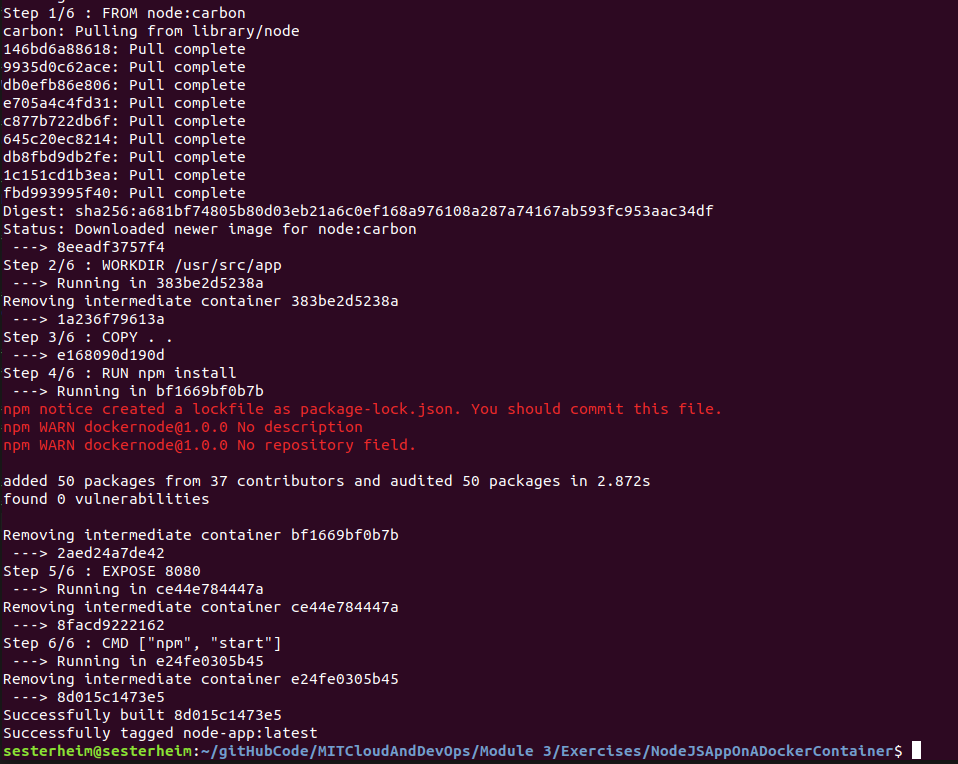 Step 1/6 : FROM node:carbon
carbon: Pulling from library/node
146bd6a88618: Pull complete
9935d0c62ace: Pull complete
db0efb86e806: Pull complete
e705a4c4fd31: Pull complete
c877b722db6f: Pull complete
645c20ec8214: Pull complete
db8fbd9db2fe: Pull complete
1c151cd1b3ea: Pull complete
fbd993995f40: Pull complete
Digest: sha256:a681bf74805b80d03eb21a6c0ef168a976108a287a74167ab593fc953aac34df
Status: Downloaded newer image for node:carbon
 ---> 8eeadf3757f4
Step 2/6 : WORKDIR /usr/src/app
 ---> Running in 383be2d5238a
Removing intermediate container 383be2d5238a
 ---> 1a236f79613a
Step 3/6 : COPY . .
 ---> e168090d190d
Step 4/6 : RUN npm install
 ---> Running in bf1669bf0b7b
npm notice created a lockfile as package-lock.json. You should commit this file.
npm WARN dockernode@1.0.0 No description
npm WARN dockernode@1.0.0 No repository field.
added 50 packages from 37 contributors and audited 50 packages in 2.872s
found 0 vulnerabilities
Removing intermediate container bf1669bf0b7b
 ---> 2aed24a7de42
Step 5/6 : EXPOSE 8080
 ---> Running in ce44e784447a
Removing intermediate container ce44e784447a
 ---> 8facd9222162
Step 6/6 : CMD ["npm", "start"]
 ---> Running in e24fe0305b45
Removing intermediate container e24fe0305b45
 ---> 8d015c1473e5
Successfully built 8d015c1473e5
Successfully tagged node-app:latest
sesterheim@sesterheim:~/gitHubCode/MITCloudAndDevOps/Module 3/Exercises/NodeJSAppOnADockerContainer$